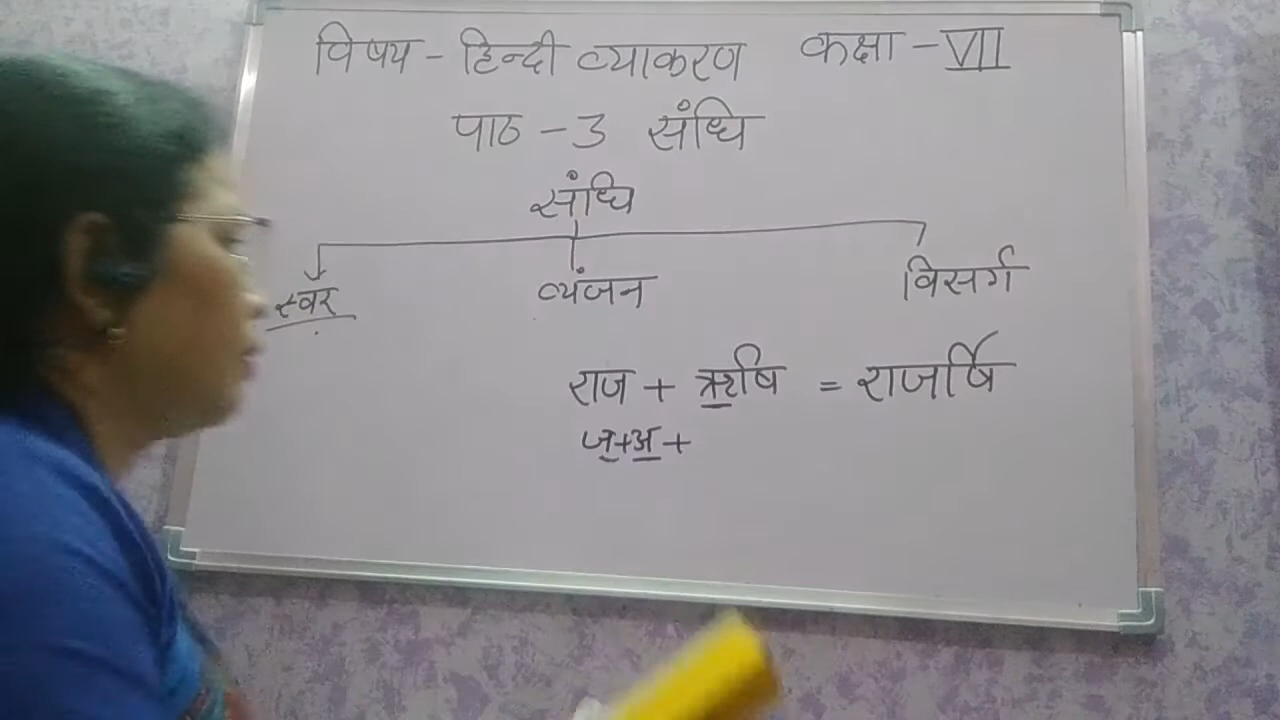 विषय - हिन्दी व्याकरण कक्षा - VII
पाठ - 3 संधि
संधि
स्वर व्यंजन विसर्ग
राज + ऋषि = राजर्षि
ज्+अ +